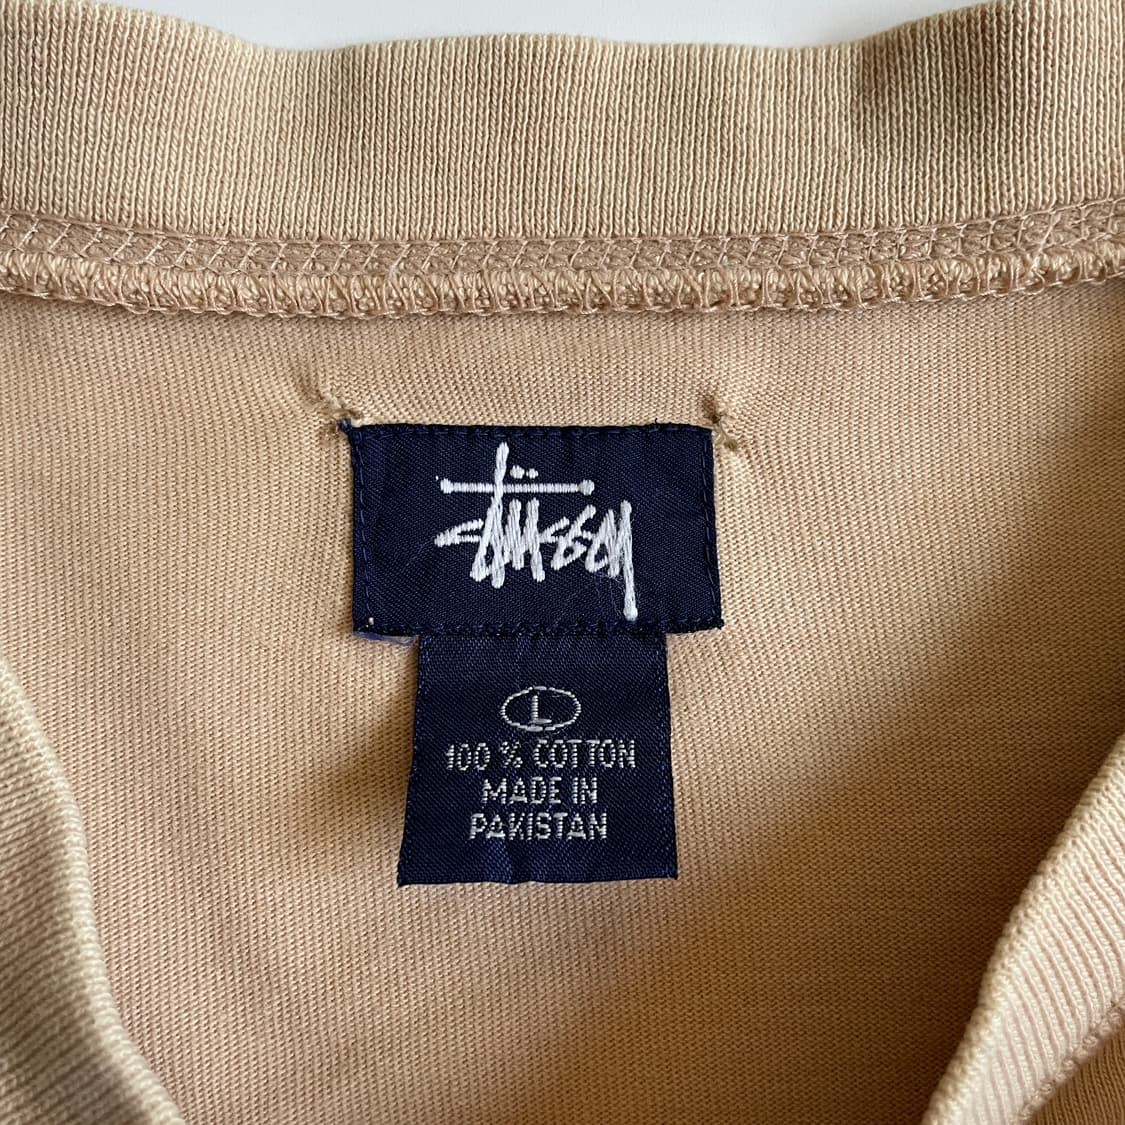 Stüssy
L
100 % COTTON
MADE IN
PAKISTAN